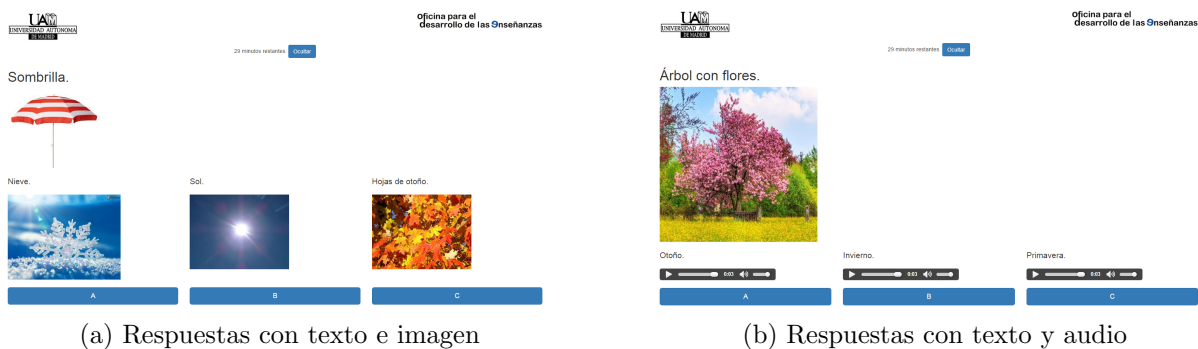 UAM
UNIVERSIDAD AUTONOMA
DE MADRID
Oficina para el
desarrollo de las Enseñanzas
29 minutos restantes Ocultar
Sombrilla.
Nieve. Sol. Hojas de otoño.
A B C
(a) Respuestas con texto e imagen
UAM
UNIVERSIDAD AUTONOMA
DE MADRID
Oficina para el
desarrollo de las Enseñanzas
29 minutos restantes Ocultar
Árbol con flores.
Otoño. Invierno. Primavera.
0:03 0:03 0:03
A B C
(b) Respuestas con texto y audio